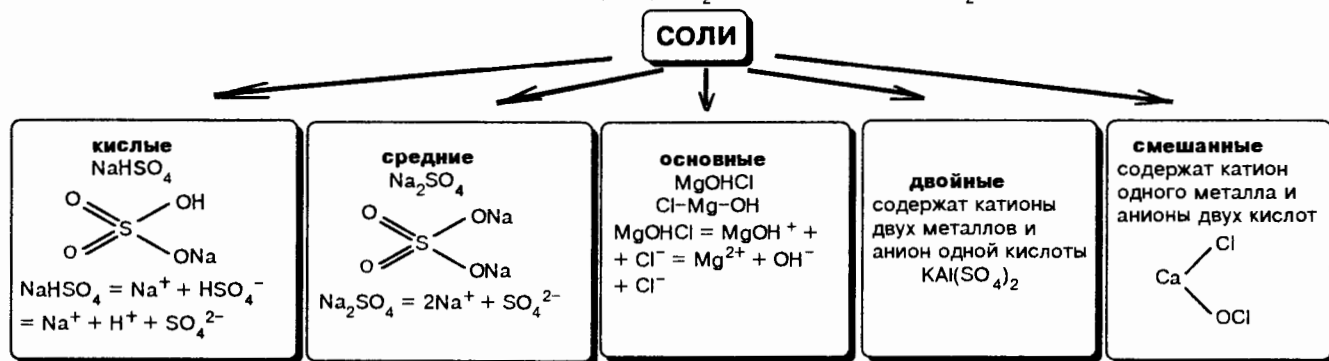 СОЛИ
кислые
NaHSO₄
O
OH
S
O
ONa
NaHSO₄ = Na⁺ + HSO₄⁻
= Na⁺ + H⁺ + SO₄²⁻
средние
Na₂SO₄
O
ONa
S
O
ONa
Na₂SO₄ = 2Na⁺ + SO₄²⁻
основные
MgOHCl
Cl–Mg–OH
MgOHCl = MgOH⁺ +
+ Cl⁻ = Mg²⁺ + OH⁻
+ Cl⁻
двойные
содержат катионы
двух металлов и
анион одной кислоты
KAl(SO₄)₂
смешанные
содержат катион
одного металла и
анионы двух кислот
Cl
Ca
OCl